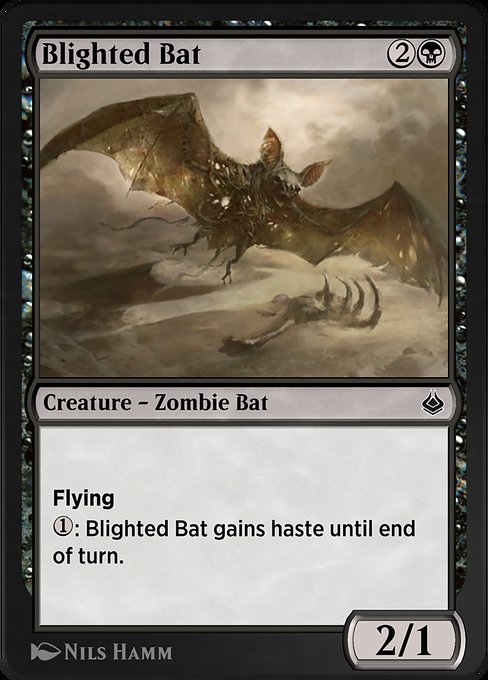 Blighted Bat 2
Creature – Zombie Bat
Flying
1: Blighted Bat gains haste until end
of turn.
2/1
Nils Hamm